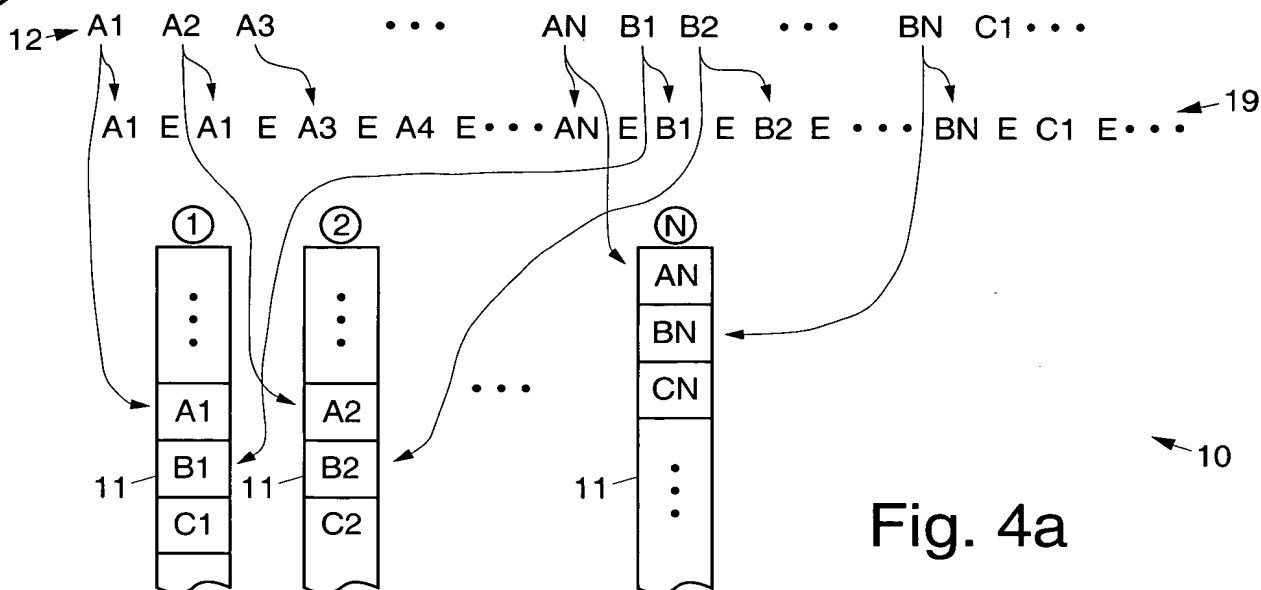 12 A1 A2 A3 • • • AN B1 B2 • • • BN C1 • • •
A1 E A1 E A3 E A4 E • • • AN E B1 E B2 E • • • BN E C1 E • • • 19
1 2 N
AN
BN
• • • CN
A1 A2
11 B1 11 B2 11 10
C1 C2
Fig. 4a